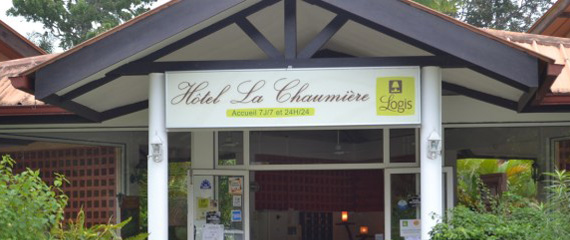 Hôtel La Chaumière
Accueil 7J/7 et 24H/24
Logis